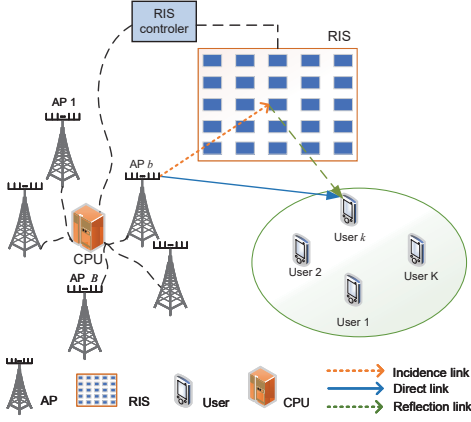 RIS
controler
RIS
AP 1
AP b
CPU
AP B
User k
User 2
User K
User 1
AP
RIS
User
CPU
Incidence link
Direct link
Reflection link